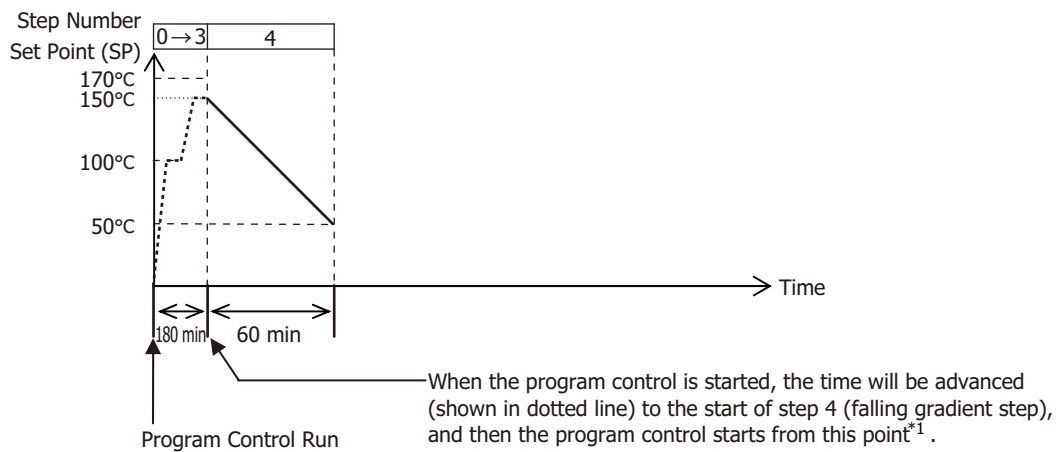 Step Number
0→3
4
Set Point (SP)
170°C
150°C
100°C
50°C
Time
180 min
60 min
When the program control is started, the time will be advanced
(shown in dotted line) to the start of step 4 (falling gradient step),
and then the program control starts from this point*1 .
Program Control Run